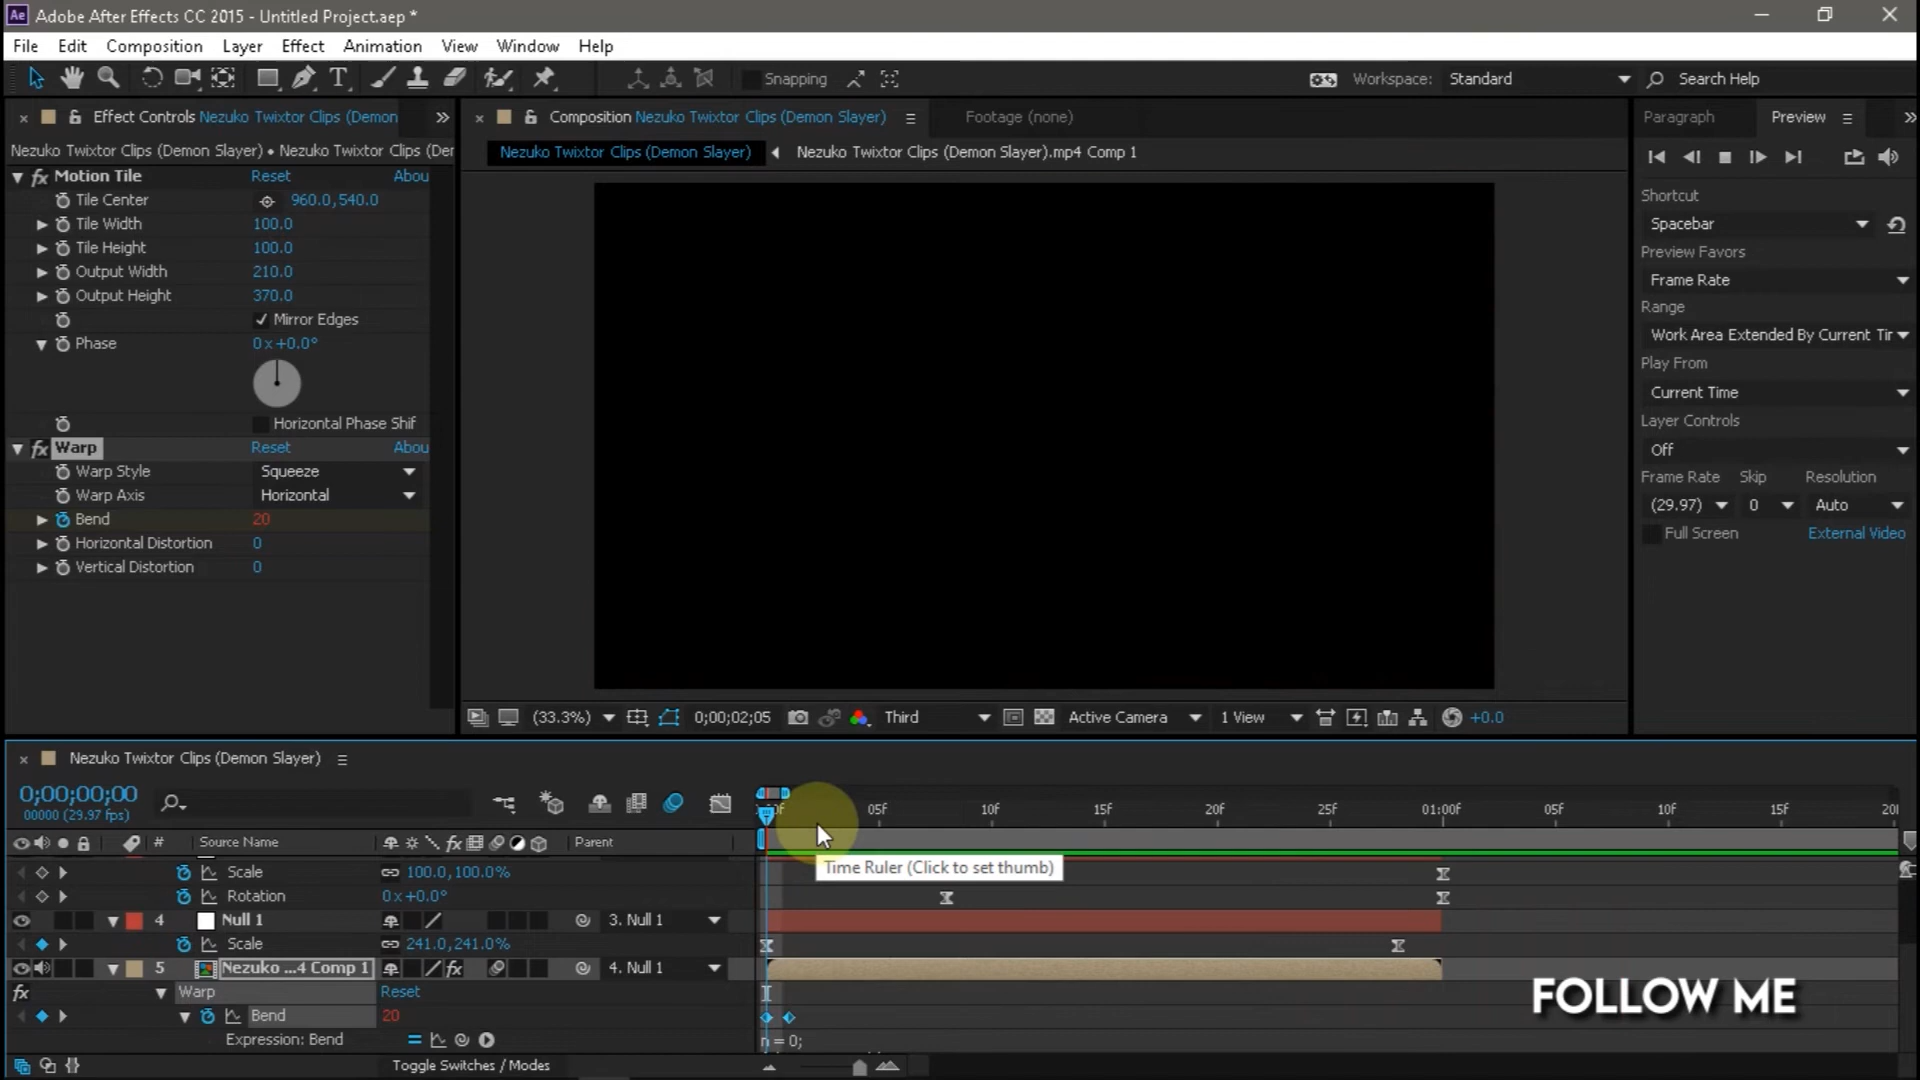 Adobe After Effects CC 2015 - Untitled Project.aep *
File Edit Composition Layer Effect Animation View Window Help
Snapping Workspace: Standard Search Help
Effect Controls Nezuko Twixtor Clips (Demon
Composition Nezuko Twixtor Clips (Demon Slayer) Footage (none)
Paragraph Preview
Nezuko Twixtor Clips (Demon Slayer) • Nezuko Twixtor Clips (Der
Nezuko Twixtor Clips (Demon Slayer) Nezuko Twixtor Clips (Demon Slayer).mp4 Comp 1
fx Motion Tile Reset Abou
Tile Center 960.0,540.0
Tile Width 100.0
Tile Height 100.0
Output Width 210.0
Output Height 370.0
Mirror Edges
Phase 0x+0.0°
Horizontal Phase Shif
fx Warp Reset Abou
Warp Style Squeeze
Warp Axis Horizontal
Bend 20
Horizontal Distortion 0
Vertical Distortion 0
Shortcut
Spacebar
Preview Favors
Frame Rate
Range
Work Area Extended By Current Tir
Play From
Current Time
Layer Controls
Off
Frame Rate Skip Resolution
(29.97) 0 Auto
Full Screen External Video
(33.3%) 0;00;02;05 Third Active Camera 1 View +0.0
Nezuko Twixtor Clips (Demon Slayer)
0;00;00;00
00000 (29.97 fps)
05f 10f 15f 20f 25f 01:00f 05f 10f 15f 20
# Source Name fx Parent
Time Ruler (Click to set thumb)
Scale 100.0,100.0%
Rotation 0x+0.0°
4 Null 1 3. Null 1
Scale 241.0,241.0%
5 Nezuko ...4 Comp 1 fx 4. Null 1
fx Warp Reset
Bend 20
Expression: Bend n = 0;
Toggle Switches / Modes
FOLLOW ME